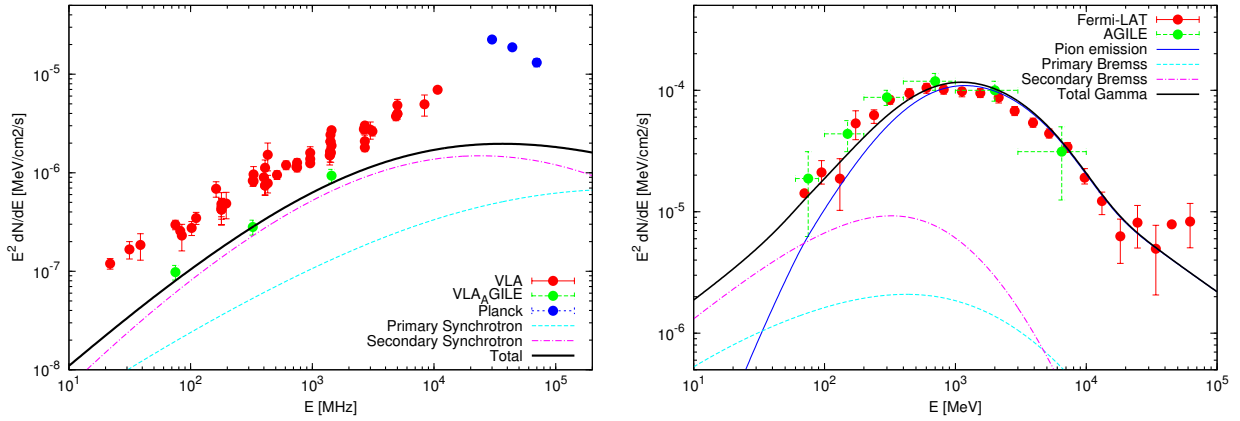 E² dN/dE [MeV/cm2/s]
10⁻⁵
10⁻⁶
10⁻⁷
10⁻⁸
10¹ 10² 10³ 10⁴ 10⁵
E [MHz]
VLA
VLA_AGILE
Planck
Primary Synchrotron
Secondary Synchrotron
Total
E² dN/dE [MeV/cm2/s]
10⁻⁴
10⁻⁵
10⁻⁶
10¹ 10² 10³ 10⁴ 10⁵
E [MeV]
Fermi-LAT
AGILE
Pion emission
Primary Bremss
Secondary Bremss
Total Gamma